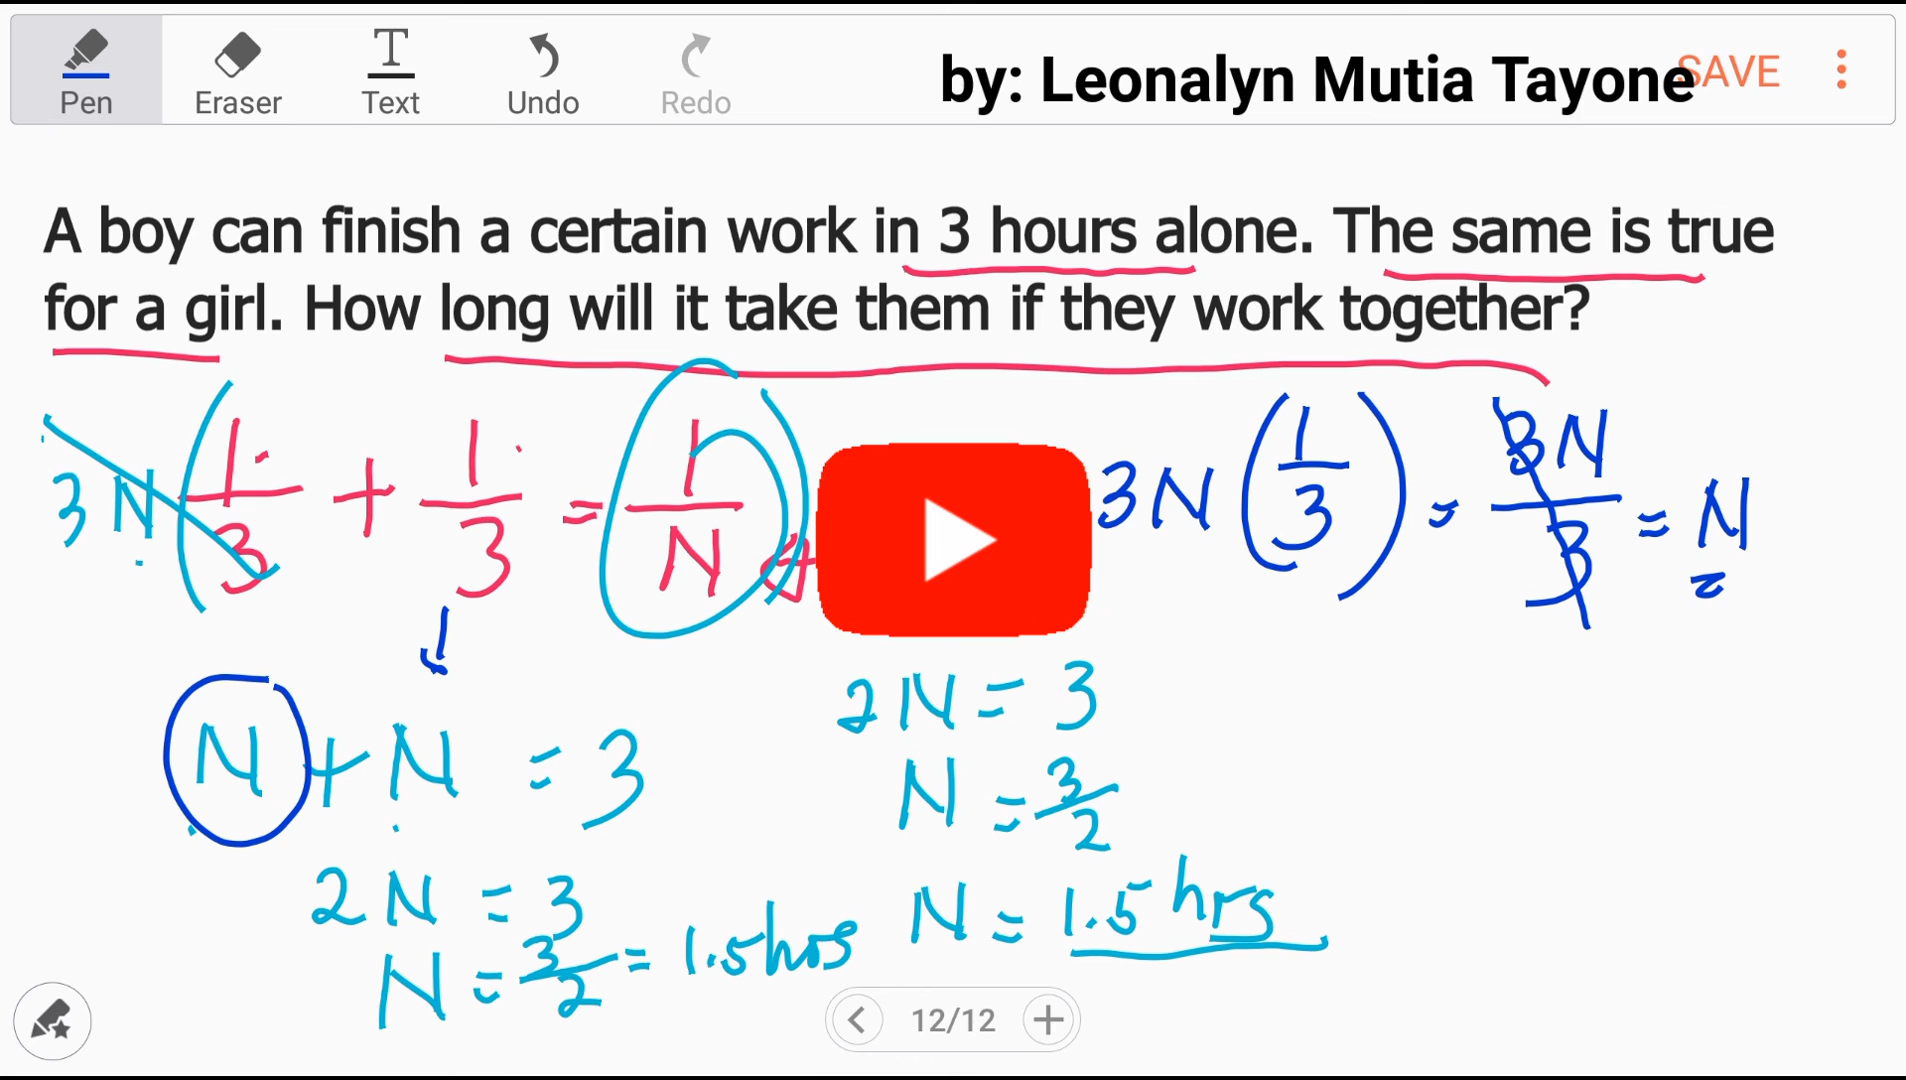 Pen Eraser Text Undo Redo by: Leonalyn Mutia Tayone SAVE
A boy can finish a certain work in 3 hours alone. The same is true
for a girl. How long will it take them if they work together?
3N ( 1/3 + 1/3 = 1/N )
3N ( 1/3 ) = 3N/3 = N
N + N = 3
2N = 3
N = 3/2 = 1.5 hrs
2N = 3
N = 3/2
N = 1.5 hrs
12/12